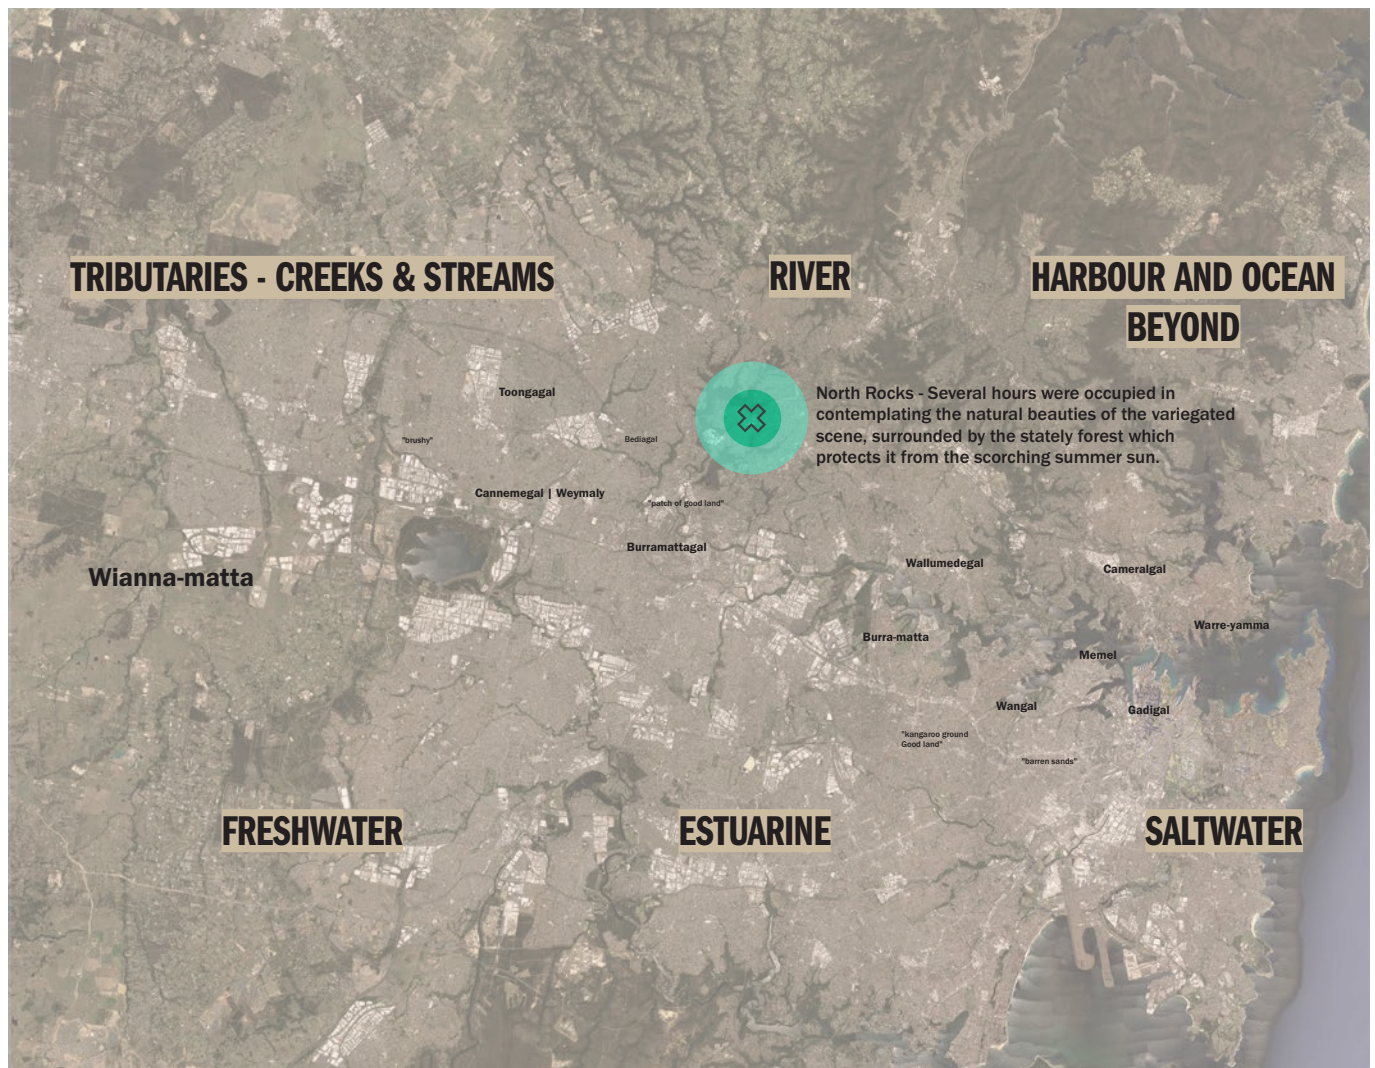 TRIBUTARIES - CREEKS & STREAMS
RIVER
HARBOUR AND OCEAN
BEYOND
North Rocks - Several hours were occupied in
contemplating the natural beauties of the variegated
scene, surrounded by the stately forest which
protects it from the scorching summer sun.
Toongagal
"brushy"
Bediagal
Cannemegal | Weymaly
"patch of good land"
Burramattagal
Wallumedegal
Cameralgal
Wianna-matta
Warre-yamma
Burra-matta
Memel
Wangal
Gadigal
"kangaroo ground
Good land"
"barren sands"
FRESHWATER
ESTUARINE
SALTWATER